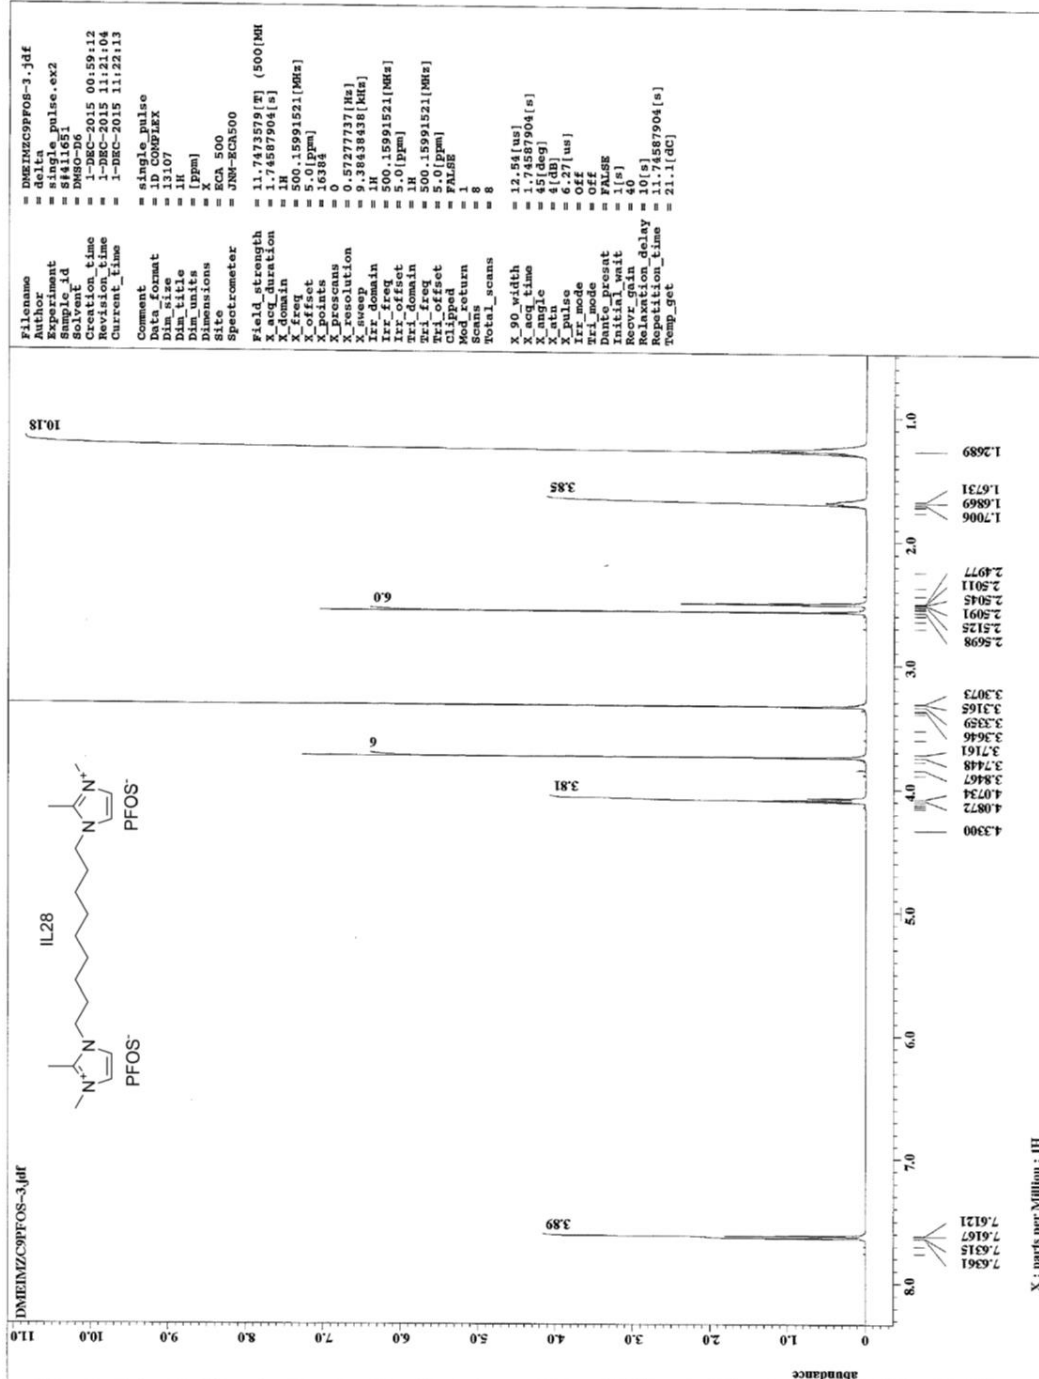 DMEIMZC9PFOS-3.jdf
IL28
N
N
N
N
+
+
PFOS-
PFOS-
abundance
0 1.0 2.0 3.0 4.0 5.0 6.0 7.0 8.0 9.0 10.0 11.0
3.89
3.81
6
6.0
3.85
10.18
8.0 7.0 6.0 5.0 4.0 3.0 2.0 1.0
7.6361
7.6315
7.6167
7.6121
4.3300
4.0872
4.0734
3.8467
3.7448
3.7161
3.3646
3.3359
3.3165
3.3073
2.5698
2.5125
2.5091
2.5045
2.5011
2.4977
1.7006
1.6869
1.6731
1.2689
X : parts per Million : 1H
Filename = DMEIMZC9PFOS-3.jdf
Author = delta
Experiment = single_pulse.ex2
Sample_id = S#411651
Solvent = DMSO-D6
Creation_time = 1-DEC-2015 00:59:12
Revision_time = 1-DEC-2015 11:21:04
Current_time = 1-DEC-2015 11:22:13
Comment = single_pulse
Data_format = 1D COMPLEX
Dim_size = 13107
Dim_title = 1H
Dim_units = [ppm]
Dimensions = X
Site = ECA 500
Spectrometer = JNM-ECA500
Field_strength = 11.7473579[T] (500[MH
X_acq_duration = 1.74587904[s]
X_domain = 1H
X_freq = 500.15991521[MHz]
X_offset = 5.0[ppm]
X_points = 16384
X_prescans = 0
X_resolution = 0.57277737[Hz]
X_sweep = 9.38438438[kHz]
Irr_domain = 1H
Irr_freq = 500.15991521[MHz]
Irr_offset = 5.0[ppm]
Tri_domain = 1H
Tri_freq = 500.15991521[MHz]
Tri_offset = 5.0[ppm]
Clipped = FALSE
Mod_return = 1
Scans = 8
Total_scans = 8
X_90_width = 12.54[us]
X_acq_time = 1.74587904[s]
X_angle = 45[deg]
X_atn = 4[dB]
X_pulse = 6.27[us]
Irr_mode = Off
Tri_mode = Off
Dante_presat = FALSE
Initial_wait = 1[s]
Recvr_gain = 40
Relaxation_delay = 10[s]
Repetition_time = 11.74587904[s]
Temp_get = 21.1[dC]